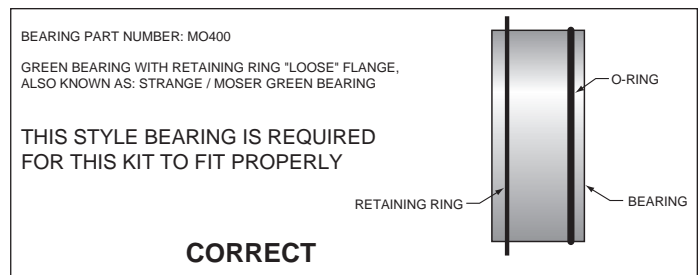 BEARING PART NUMBER: MO400
GREEN BEARING WITH RETAINING RING "LOOSE" FLANGE,
ALSO KNOWN AS: STRANGE / MOSER GREEN BEARING
THIS STYLE BEARING IS REQUIRED
FOR THIS KIT TO FIT PROPERLY
CORRECT
O-RING
RETAINING RING
BEARING